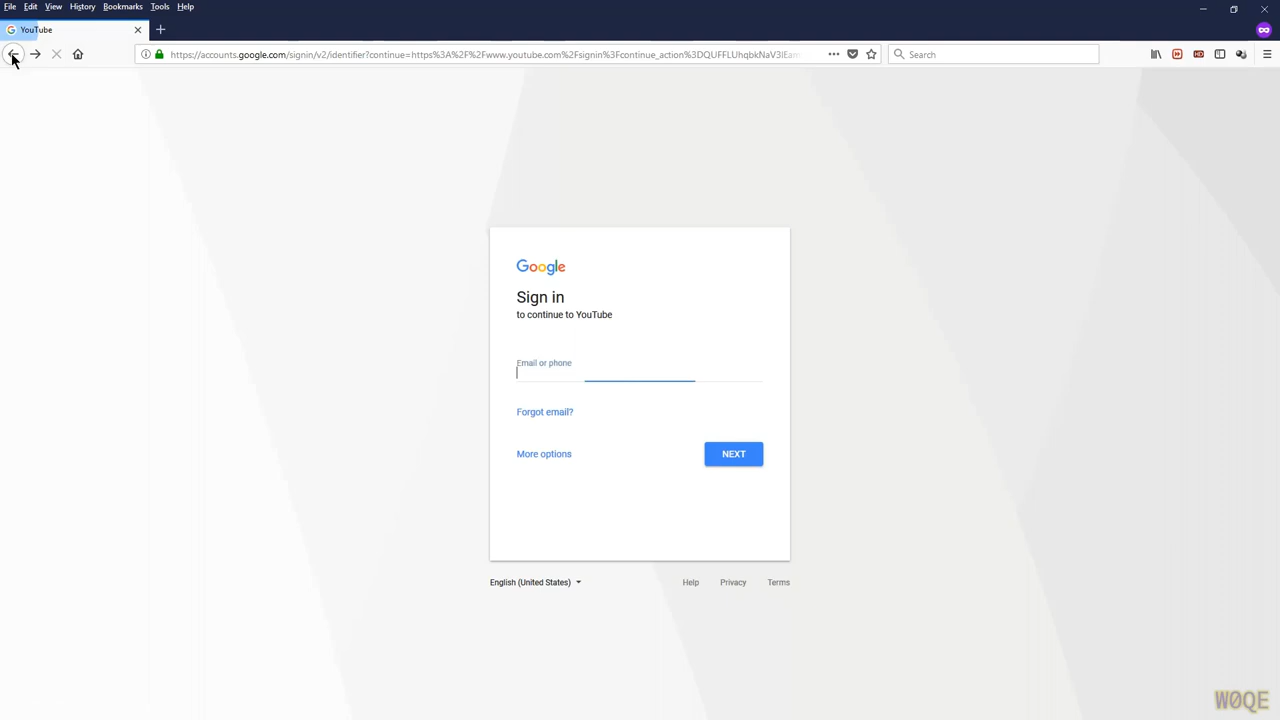 File Edit View History Bookmarks Tools Help
YouTube
https://accounts.google.com/signin/v2/identifier?continue=https%3A%2F%2Fwww.youtube.com%2Fsignin%3Fcontinue_action%3DQUFFLUhqbkNaV3lEam
Search
Google
Sign in
to continue to YouTube
Email or phone
Forgot email?
More options
NEXT
English (United States)
Help Privacy Terms
W0QE